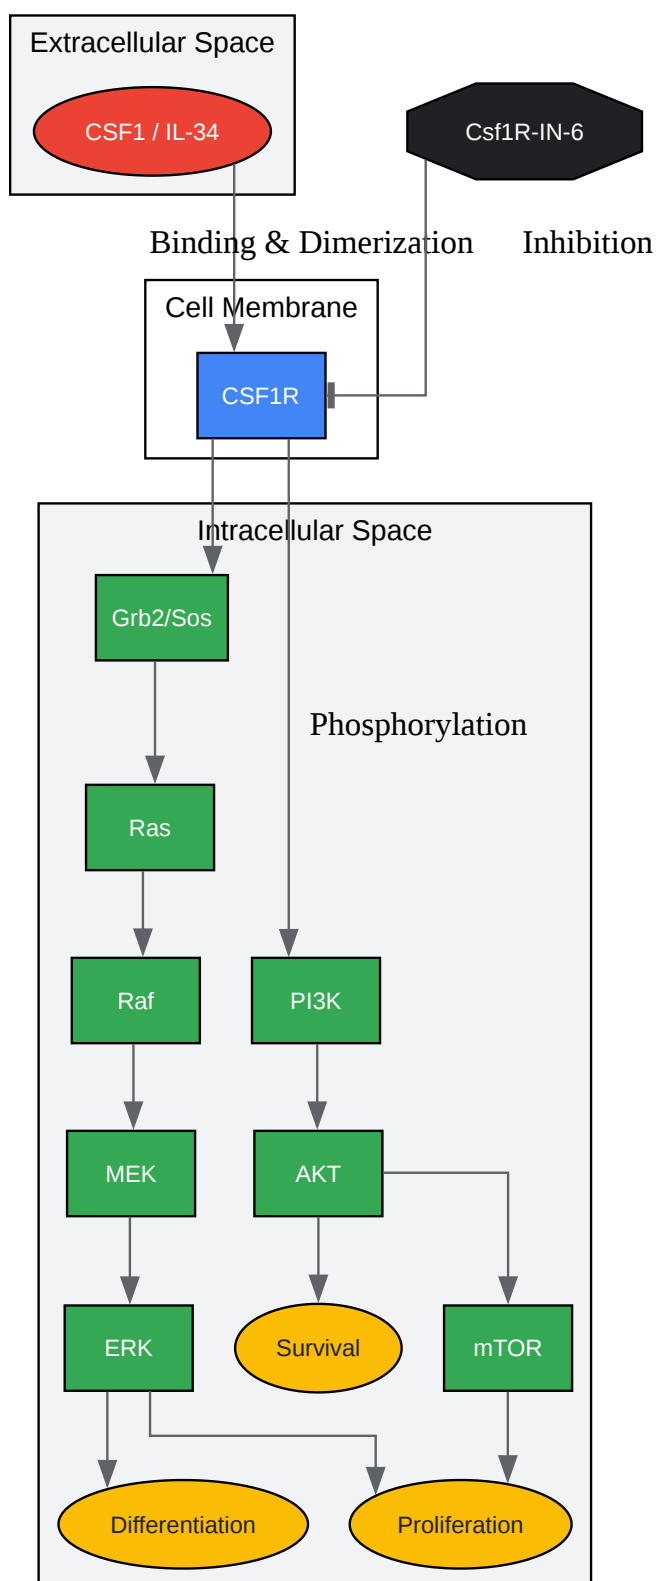 Extracellular Space
CSF1 / IL-34
Csf1R-IN-6
Binding & Dimerization
Inhibition
Cell Membrane
CSF1R
Intracellular Space
Grb2/Sos
Phosphorylation
Ras
Raf
PI3K
MEK
AKT
ERK
Survival
mTOR
Differentiation
Proliferation